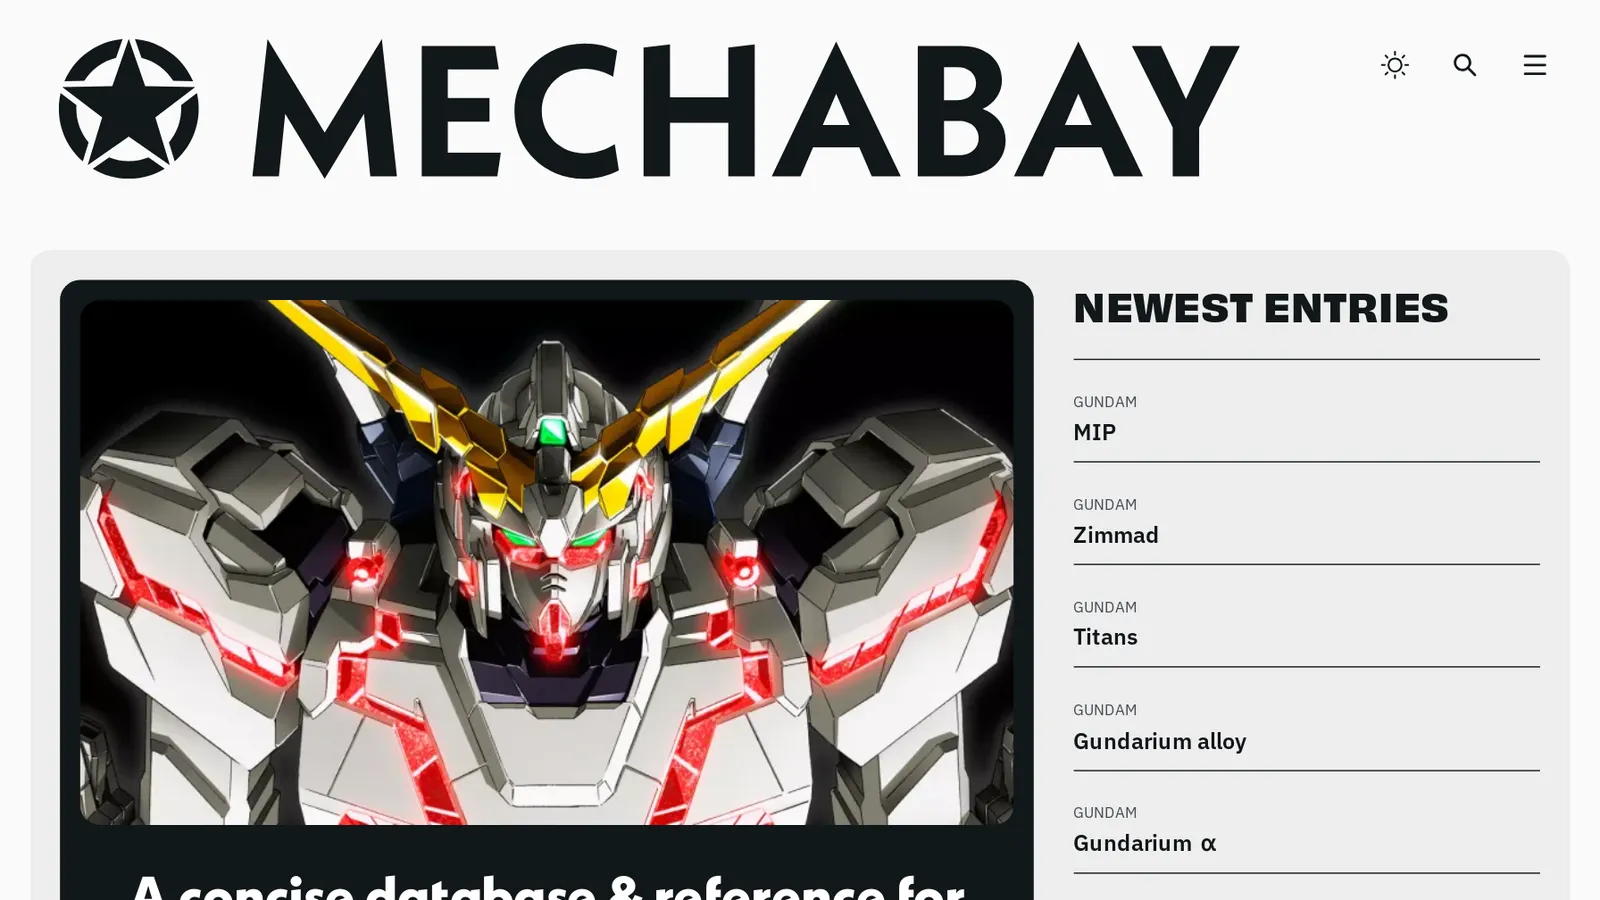 MECHABAY
A concise database & reference for
NEWEST ENTRIES
GUNDAM
MIP
GUNDAM
Zimmad
GUNDAM
Titans
GUNDAM
Gundarium alloy
GUNDAM
Gundarium α